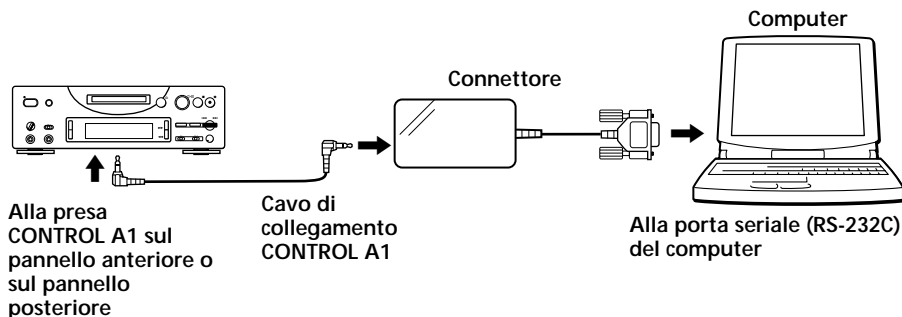 Computer
Connettore
Alla presa
CONTROL A1 sul
pannello anteriore o
sul pannello
posteriore
Cavo di
collegamento
CONTROL A1
Alla porta seriale (RS-232C)
del computer